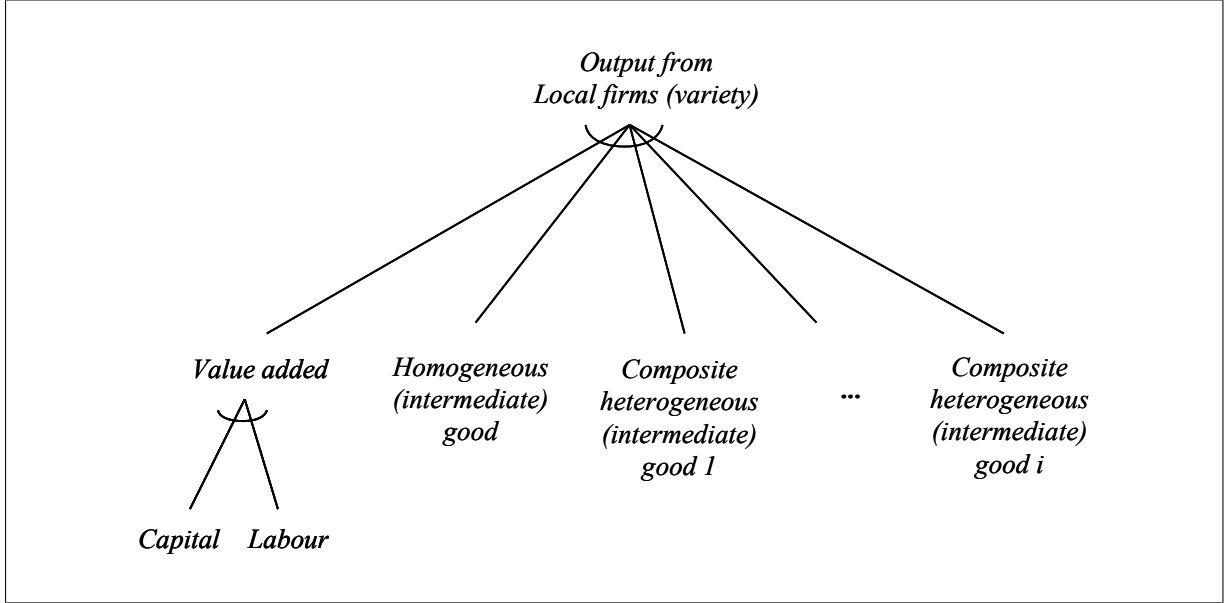 Output from
Local firms (variety)
Value added
Homogeneous
(intermediate)
good
Composite
heterogeneous
(intermediate)
good 1
...
Composite
heterogeneous
(intermediate)
good i
Capital
Labour